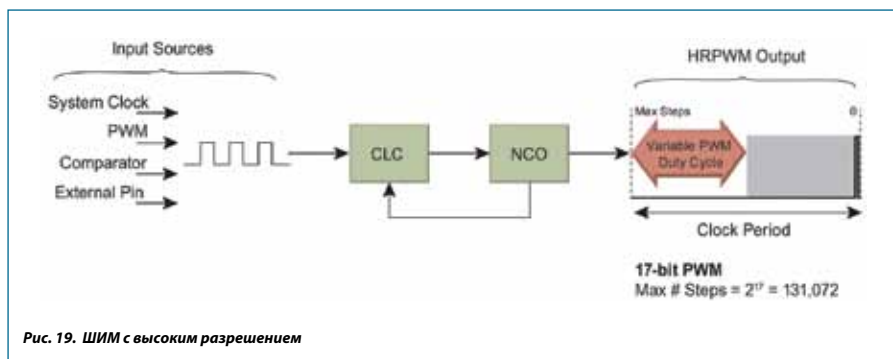 Input Sources
System Clock
PWM
Comparator
External Pin
CLC
NCO
HRPWM Output
Max Steps
0
Variable PWM
Duty Cycle
Clock Period
17-bit PWM
Max # Steps = 2¹⁷ = 131,072
Рис. 19. ШИМ с высоким разрешением